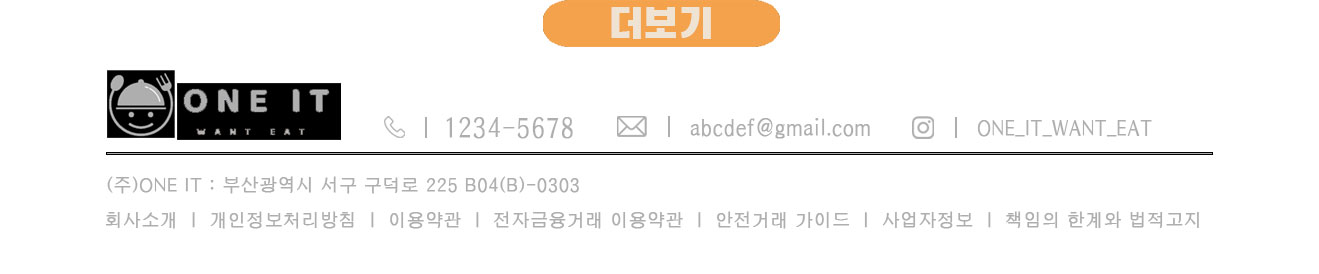 더보기
ONE IT
WANT EAT
| 1234-5678 | abcdef@gmail.com | ONE_IT_WANT_EAT
(주)ONE IT : 부산광역시 서구 구덕로 225 B04(B)-0303
회사소개 | 개인정보처리방침 | 이용약관 | 전자금융거래 이용약관 | 안전거래 가이드 | 사업자정보 | 책임의 한계와 법적고지